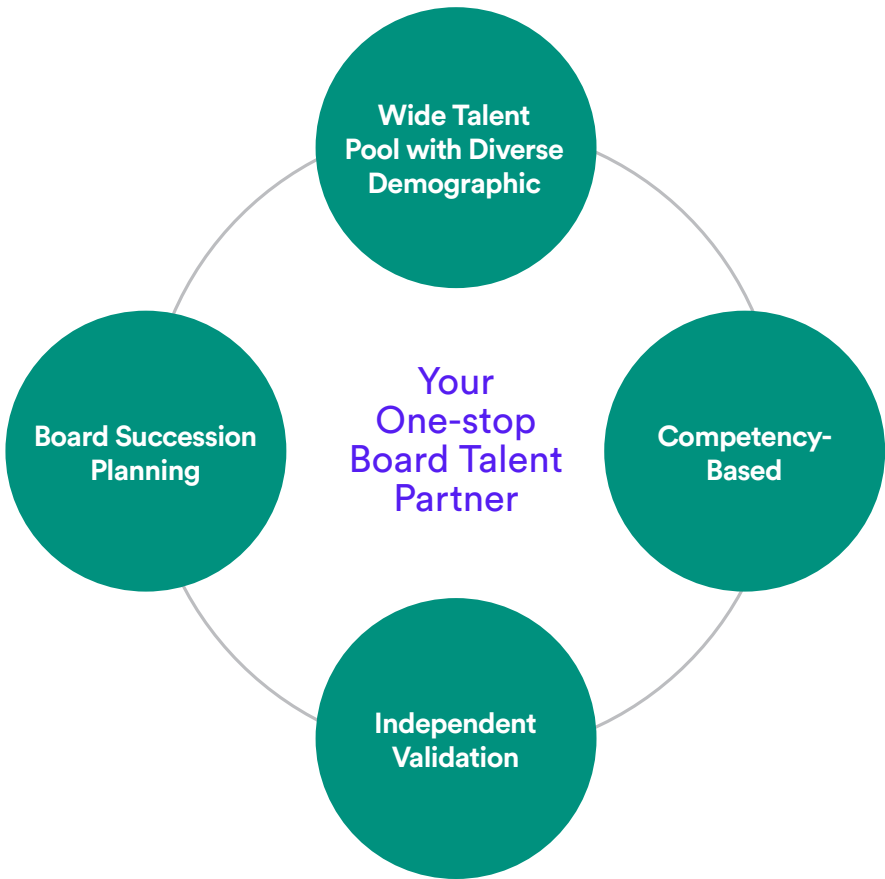 Wide Talent
Pool with Diverse
Demographic
Your
One-stop
Board Talent
Partner
Board Succession
Planning
Competency-
Based
Independent
Validation